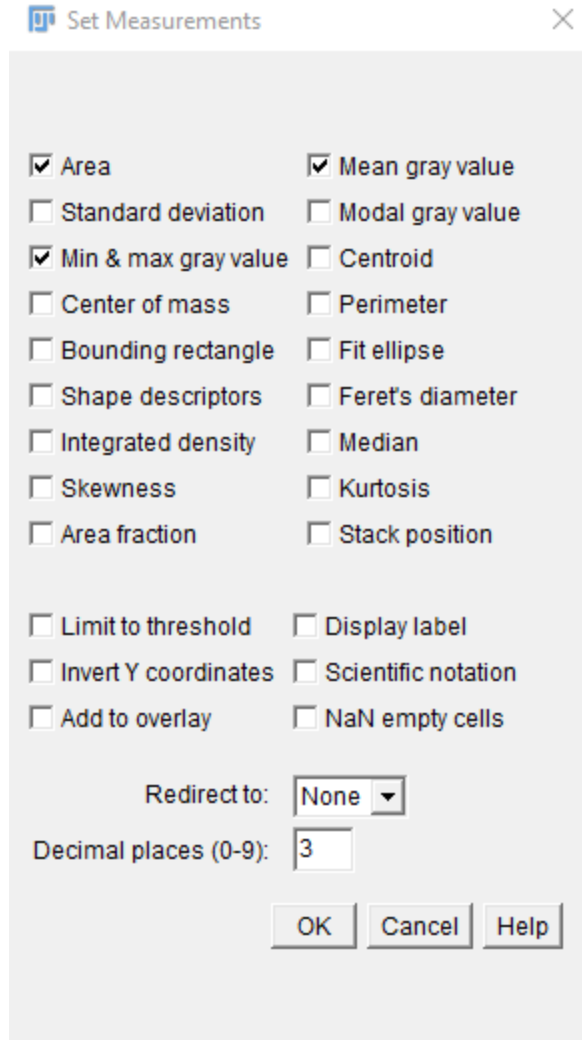 Set Measurements
Area Mean gray value
Standard deviation Modal gray value
Min & max gray value Centroid
Center of mass Perimeter
Bounding rectangle Fit ellipse
Shape descriptors Feret's diameter
Integrated density Median
Skewness Kurtosis
Area fraction Stack position
Limit to threshold Display label
Invert Y coordinates Scientific notation
Add to overlay NaN empty cells
Redirect to: None
Decimal places (0-9): 3
OK Cancel Help